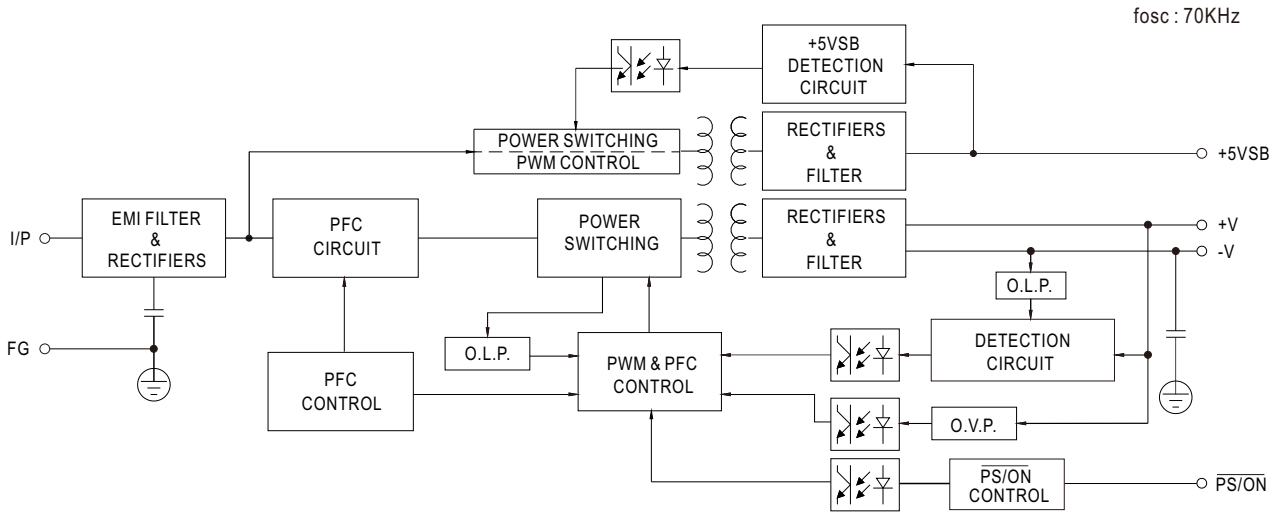 fosc : 70KHz
+5VSB
DETECTION
CIRCUIT
POWER SWITCHING
PWM CONTROL
RECTIFIERS
&
FILTER
+5VSB
I/P
EMI FILTER
&
RECTIFIERS
PFC
CIRCUIT
POWER
SWITCHING
RECTIFIERS
&
FILTER
+V
-V
O.L.P.
FG
O.L.P.
PFC
CONTROL
PWM & PFC
CONTROL
DETECTION
CIRCUIT
O.V.P.
PS/ON
CONTROL
PS/ON